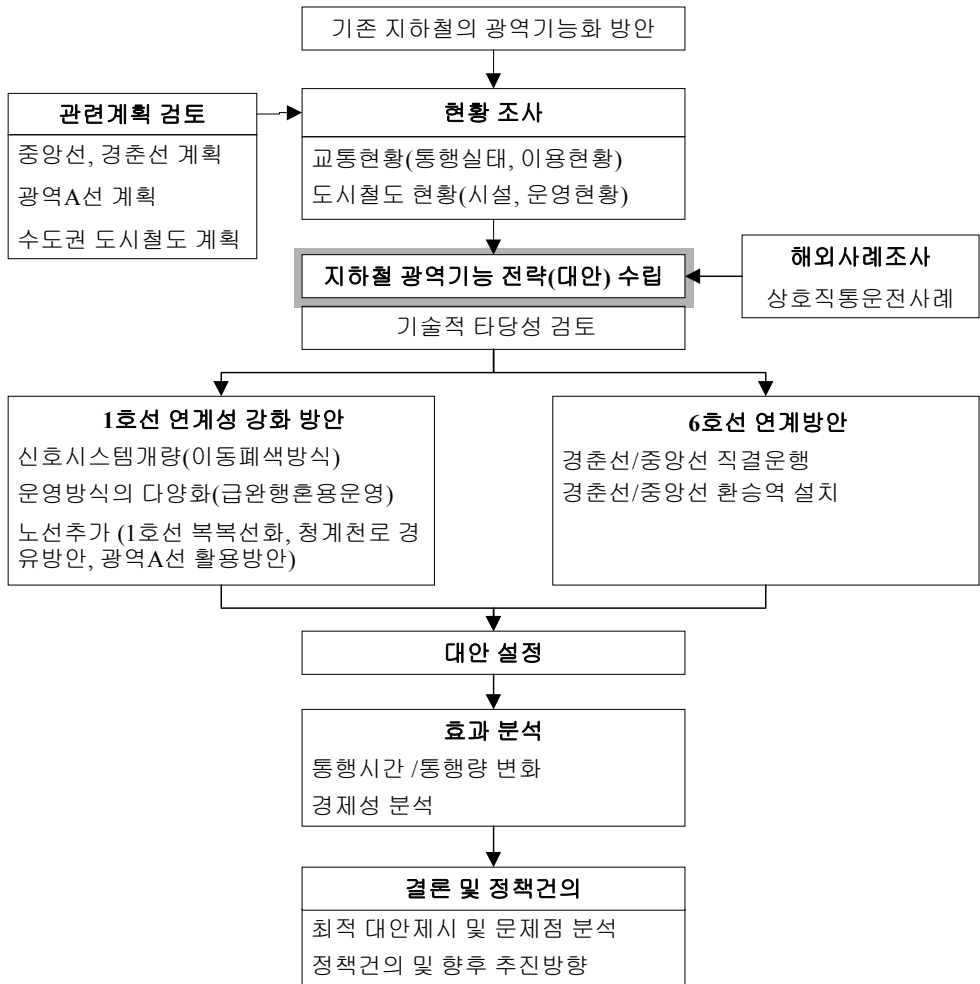 기존 지하철의 광역기능화 방안
관련계획 검토
중앙선, 경춘선 계획
광역A선 계획
수도권 도시철도 계획
현황 조사
교통현황(통행실태, 이용현황)
도시철도 현황(시설, 운영현황)
지하철 광역기능 전략(대안) 수립
기술적 타당성 검토
해외사례조사
상호직통운전사례
1호선 연계성 강화 방안
신호시스템개량(이동폐색방식)
운영방식의 다양화(급완행혼용운영)
노선추가 (1호선 복복선화, 청계천로 경
유방안, 광역A선 활용방안)
6호선 연계방안
경춘선/중앙선 직결운행
경춘선/중앙선 환승역 설치
대안 설정
효과 분석
통행시간 /통행량 변화
경제성 분석
결론 및 정책건의
최적 대안제시 및 문제점 분석
정책건의 및 향후 추진방향